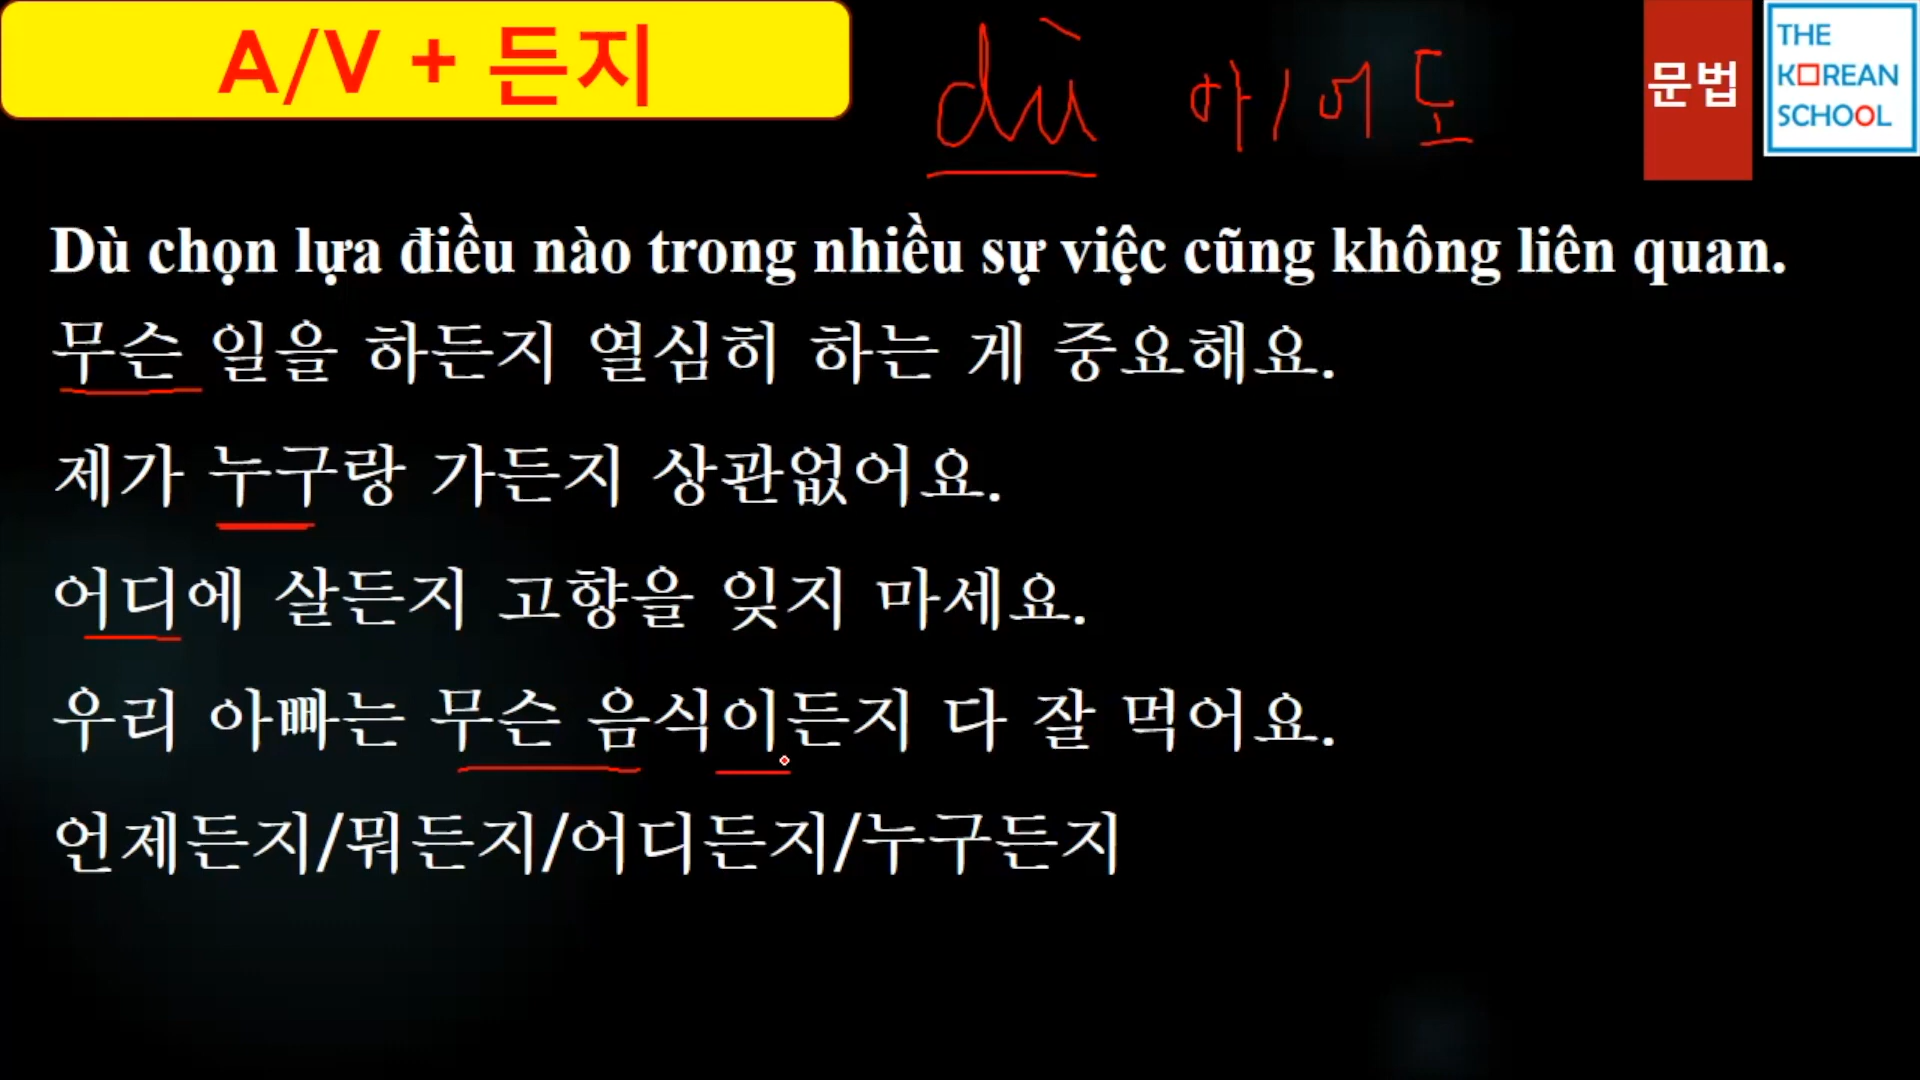 A/V + 든지
dù 아/어도
문법
THE
KOREAN
SCHOOL
Dù chọn lựa điều nào trong nhiều sự việc cũng không liên quan.
무슨 일을 하든지 열심히 하는 게 중요해요.
제가 누구랑 가든지 상관없어요.
어디에 살든지 고향을 잊지 마세요.
우리 아빠는 무슨 음식이든지 다 잘 먹어요.
언제든지/뭐든지/어디든지/누구든지